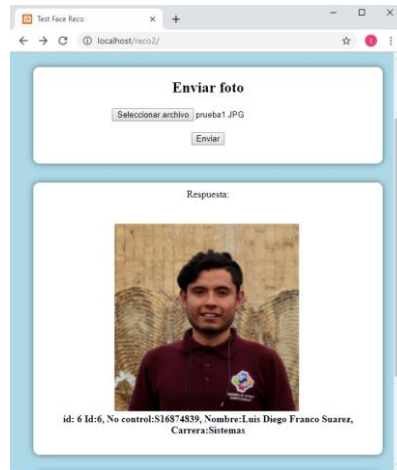 Test Face Reco
localhost/reco2/
Enviar foto
Seleccionar archivo prueba1.JPG
Enviar
Respuesta:
id: 6 Id:6, No control:S16874839, Nombre:Luis Diego Franco Suarez,
Carrera:Sistemas